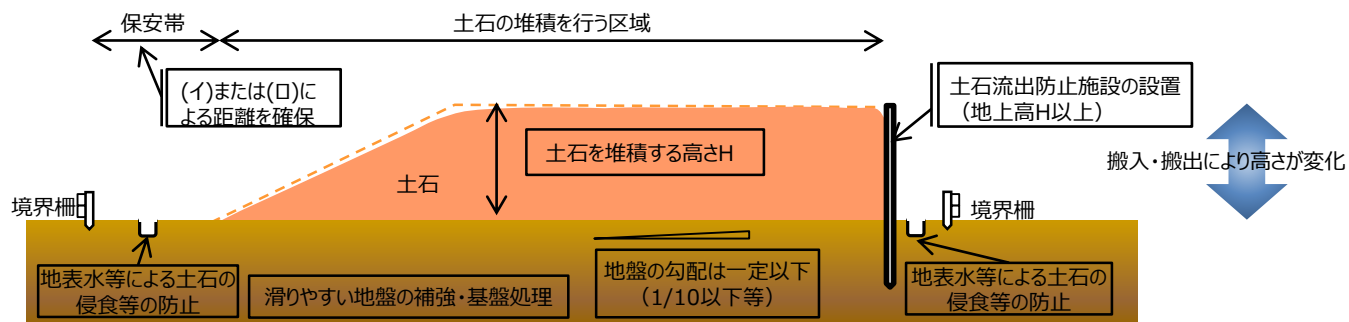 保安帯
土石の堆積を行う区域
(イ)または(ロ)に
よる距離を確保
土石流出防止施設の設置
（地上高H以上）
土石を堆積する高さH
搬入・搬出により高さが変化
土石
境界柵
境界柵
地表水等による土石の
侵食等の防止
滑りやすい地盤の補強・基盤処理
地盤の勾配は一定以下
（1/10以下等）
地表水等による土石の
侵食等の防止